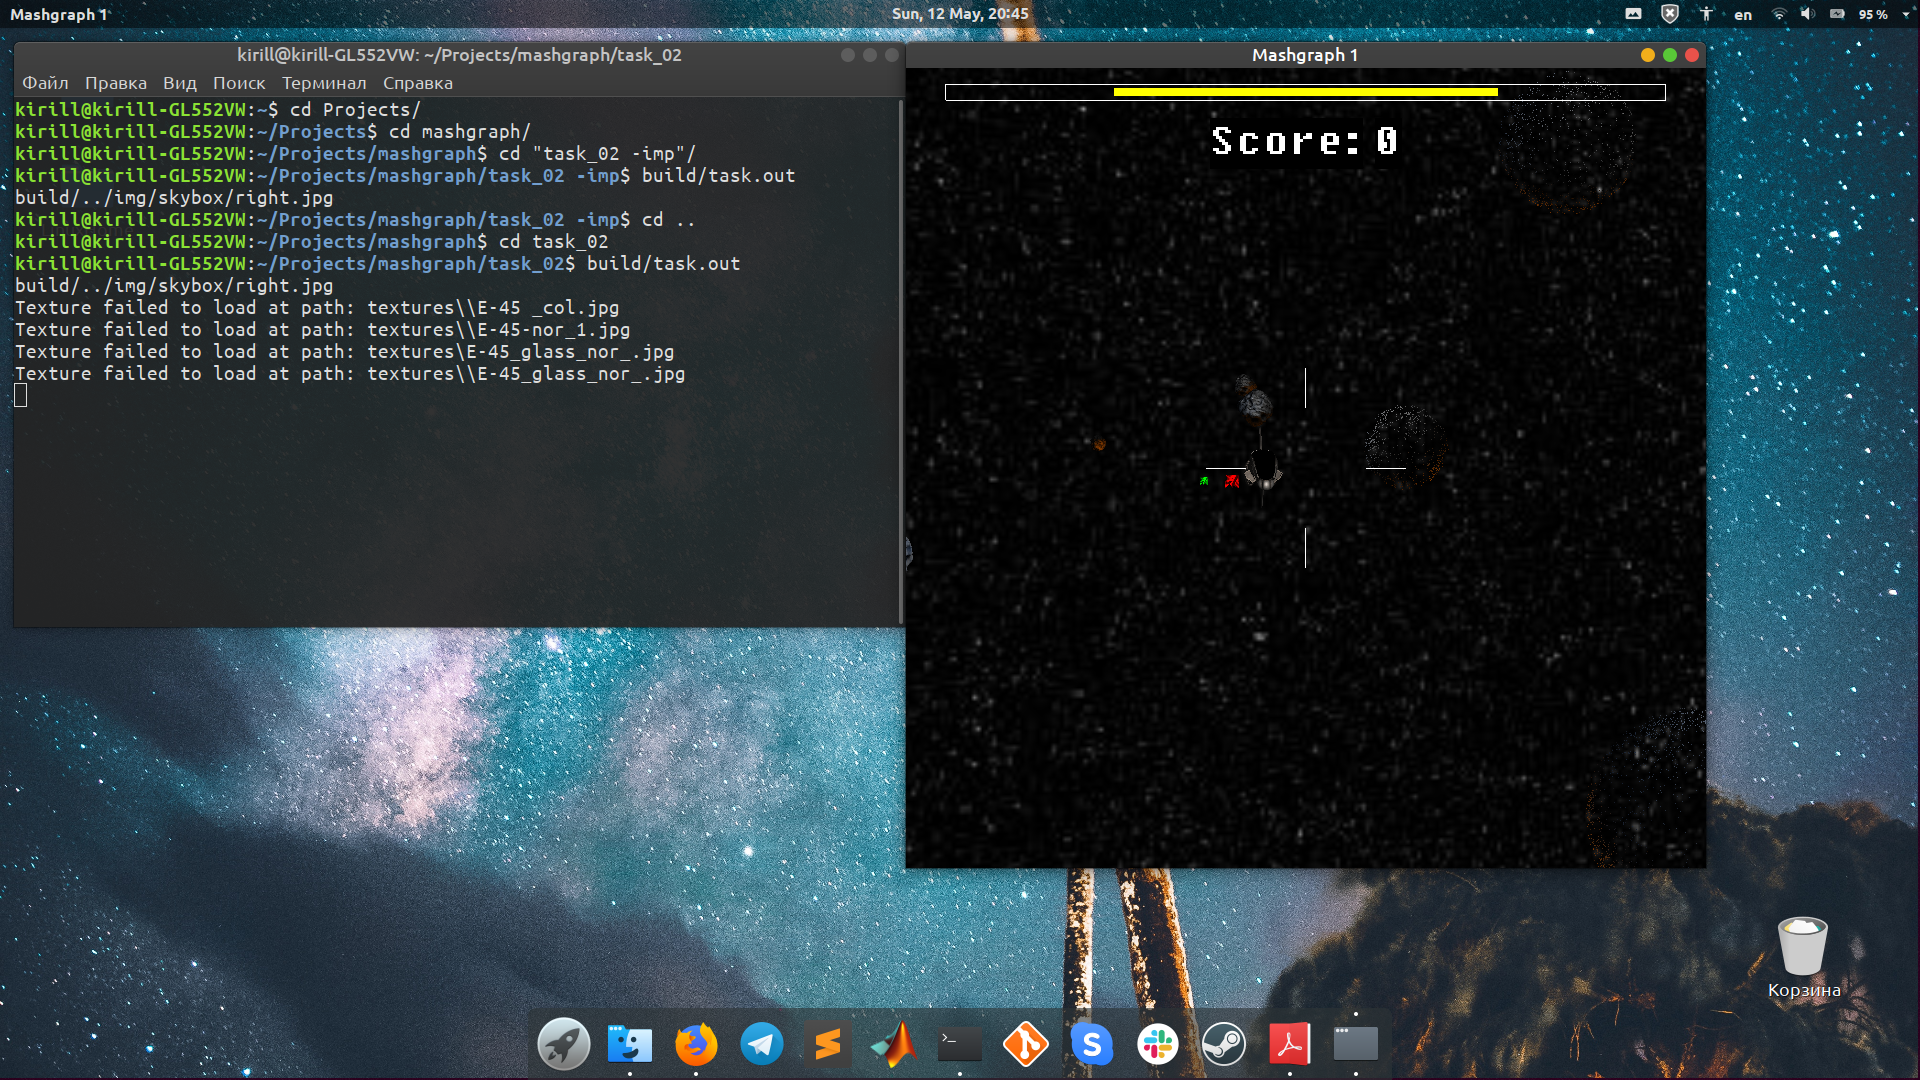 Mashgraph 1
Sun, 12 May, 20:45
en
95 %
kirill@kirill-GL552VW: ~/Projects/mashgraph/task_02
Файл Правка Вид Поиск Терминал Справка
kirill@kirill-GL552VW:~$ cd Projects/
kirill@kirill-GL552VW:~/Projects$ cd mashgraph/
kirill@kirill-GL552VW:~/Projects/mashgraph$ cd "task_02 -imp"/
kirill@kirill-GL552VW:~/Projects/mashgraph/task_02 -imp$ build/task.out
build/../img/skybox/right.jpg
kirill@kirill-GL552VW:~/Projects/mashgraph/task_02 -imp$ cd ..
kirill@kirill-GL552VW:~/Projects/mashgraph$ cd task_02
kirill@kirill-GL552VW:~/Projects/mashgraph/task_02$ build/task.out
build/../img/skybox/right.jpg
Texture failed to load at path: textures\\E-45 _col.jpg
Texture failed to load at path: textures\\E-45-nor_1.jpg
Texture failed to load at path: textures\E-45_glass_nor_.jpg
Texture failed to load at path: textures\\E-45_glass_nor_.jpg
Mashgraph 1
Score: 0
Корзина